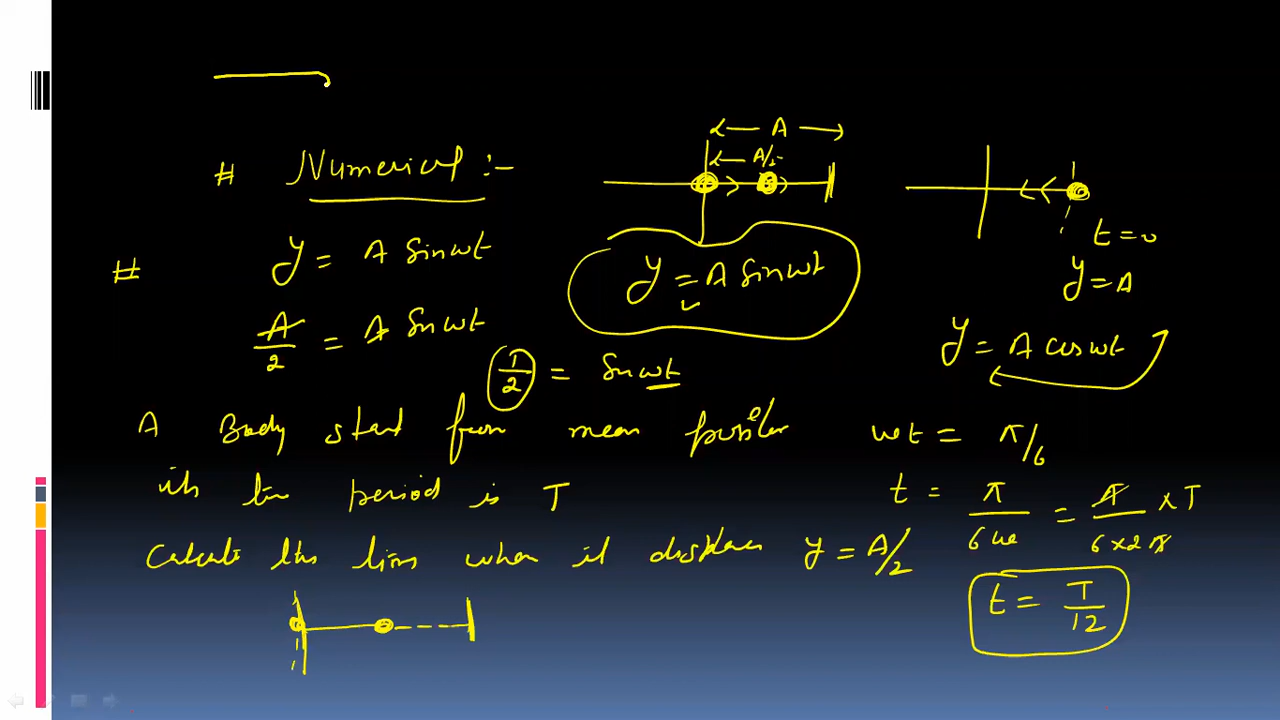 # Numerical :-
A
A/2
t = 0
y = A
# y = A Sinωt
y = A Sinωt
y = A cosωt
A/2 = A Sinωt
1/2 = Sinωt
A Body start from mean position
its time period is T
Calculate the time when it displaces y = A/2
ωt = π/6
t = π/6ω = π/6×2π × T
t = T/12